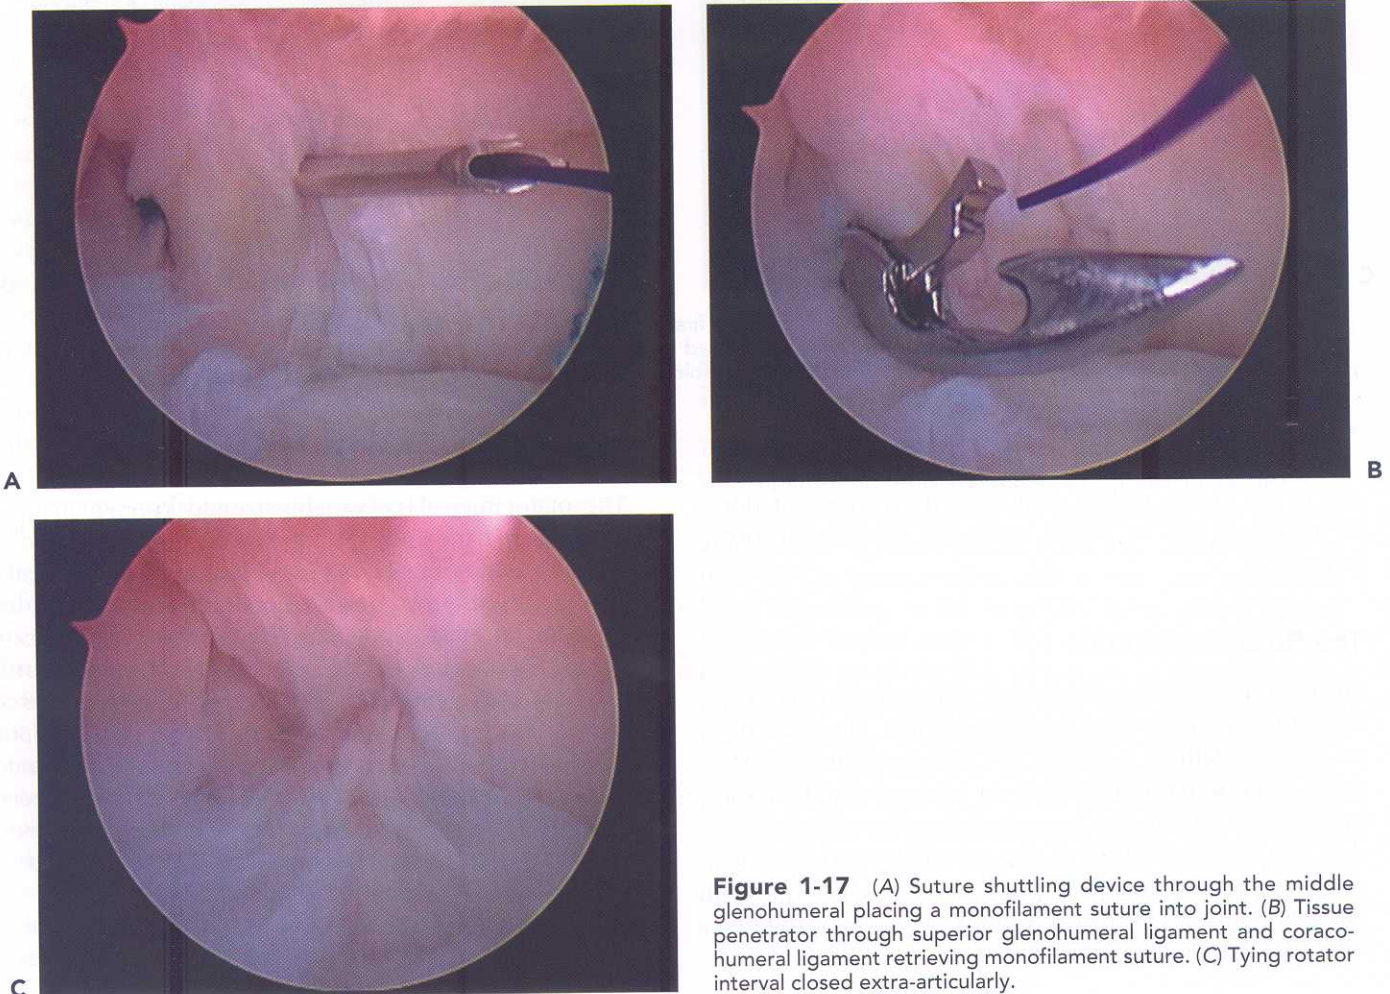 A
B
C
Figure 1-17 (A) Suture shuttling device through the middle
glenohumeral placing a monofilament suture into joint. (B) Tissue
penetrator through superior glenohumeral ligament and coraco-
humeral ligament retrieving monofilament suture. (C) Tying rotator
interval closed extra-articularly.